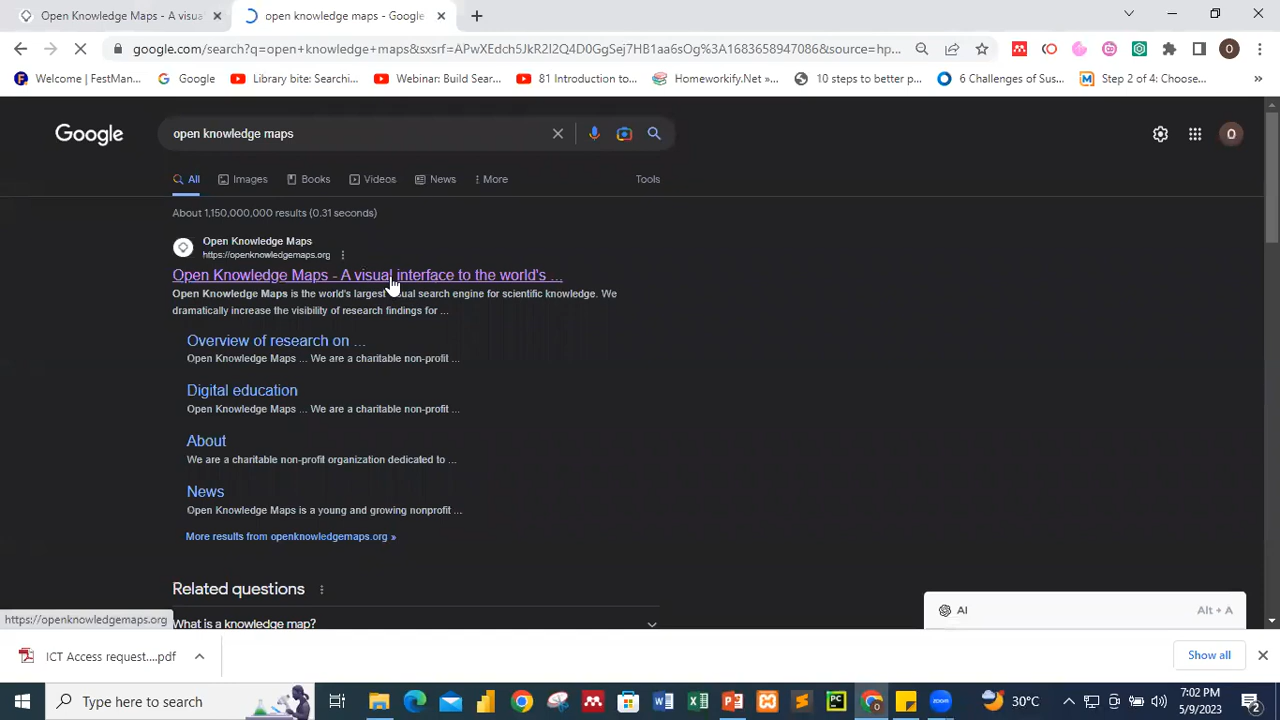 Open Knowledge Maps - A visua
open knowledge maps - Google
google.com/search?q=open+knowledge+maps&sxsrf=APwXEdch5JkR2I2Q4D0GgSej7HB1aa6sOg%3A1683658947086&source=hp...
O
Welcome | FestMan...
Google
Library bite: Searchi...
Webinar: Build Sear...
81 Introduction to...
Homeworkify.Net »...
10 steps to better p...
6 Challenges of Sus...
Step 2 of 4: Choose...
»
Google
open knowledge maps
O
All
Images
Books
Videos
News
More
Tools
About 1,150,000,000 results (0.31 seconds)
Open Knowledge Maps
https://openknowledgemaps.org
Open Knowledge Maps - A visual interface to the world's ...
Open Knowledge Maps is the world's largest visual search engine for scientific knowledge. We
dramatically increase the visibility of research findings for ...
Overview of research on ...
Open Knowledge Maps ... We are a charitable non-profit ...
Digital education
Open Knowledge Maps ... We are a charitable non-profit ...
About
We are a charitable non-profit organization dedicated to ...
News
Open Knowledge Maps is a young and growing nonprofit ...
More results from openknowledgemaps.org »
Related questions
What is a knowledge map?
AI
Alt + A
https://openknowledgemaps.org
ICT Access request....pdf
Show all
Type here to search
PC
zoom
30°C
7:02 PM
5/9/2023
2